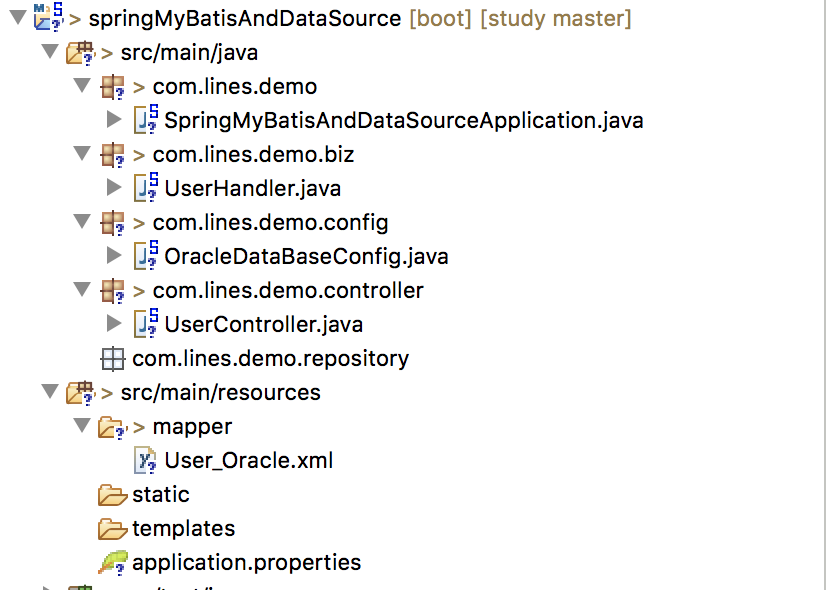 > springMyBatisAndDataSource [boot] [study master]
> src/main/java
> com.lines.demo
SpringMyBatisAndDataSourceApplication.java
> com.lines.demo.biz
UserHandler.java
> com.lines.demo.config
OracleDataBaseConfig.java
> com.lines.demo.controller
UserController.java
com.lines.demo.repository
> src/main/resources
> mapper
User_Oracle.xml
static
templates
application.properties